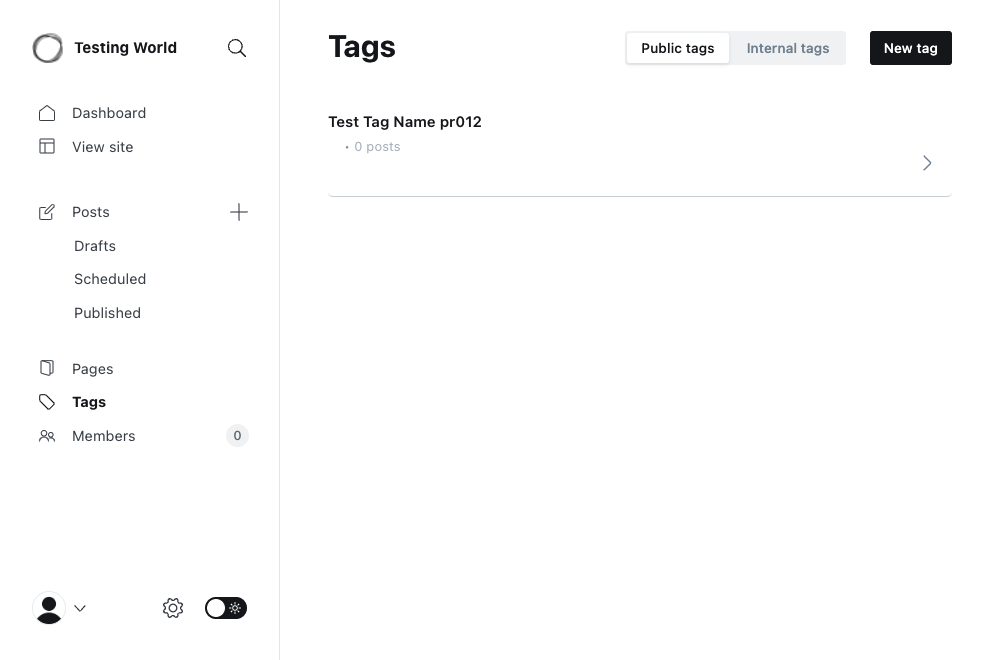 Testing World
Dashboard
View site
Posts
Drafts
Scheduled
Published
Pages
Tags
Members 0
Tags
Public tags Internal tags New tag
Test Tag Name pr012
• 0 posts